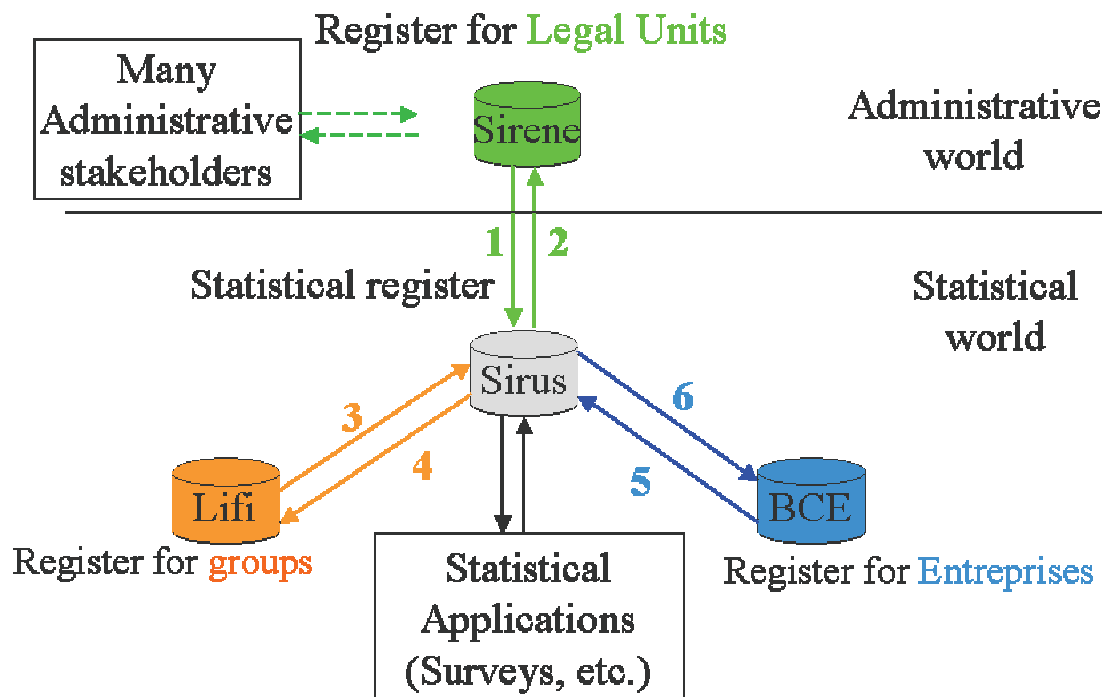 Register for Legal Units
Many
Administrative
stakeholders
Sirene
Administrative
world
1
2
Statistical register
Statistical
world
Sirus
3
4
6
5
Lifi
BCE
Register for groups
Register for Entreprises
Statistical
Applications
(Surveys, etc.)